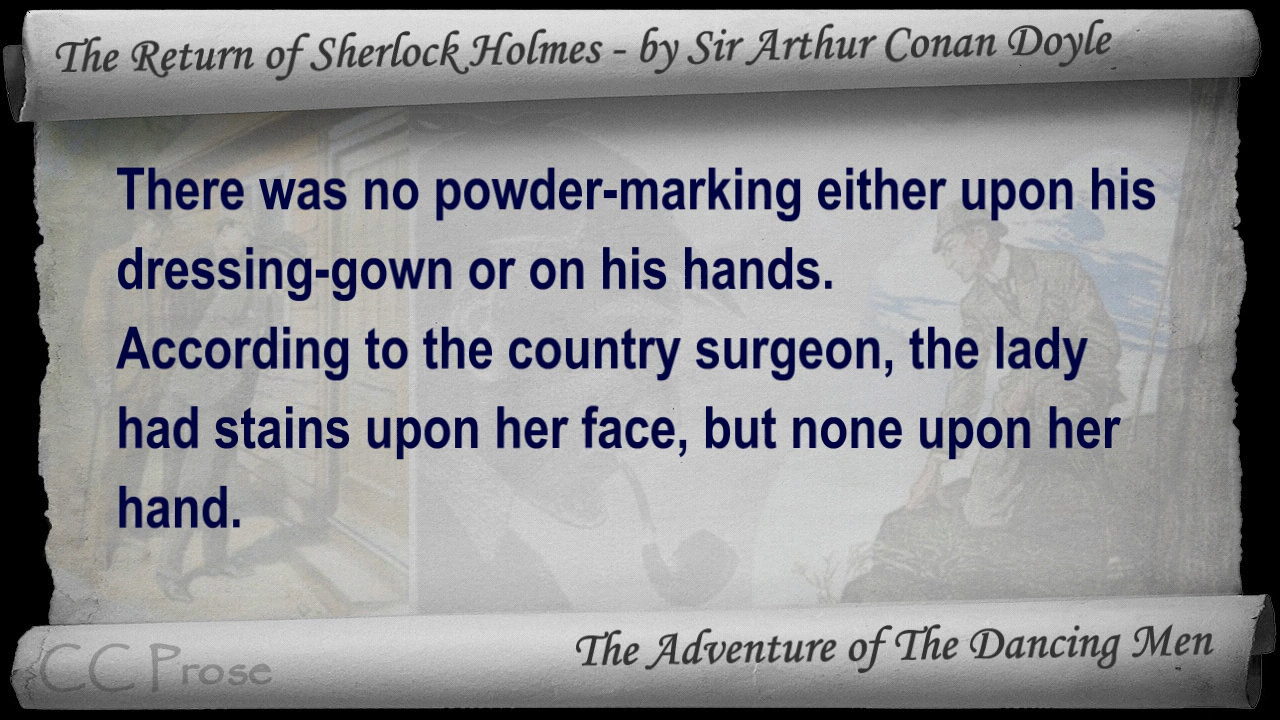 The Return of Sherlock Holmes - by Sir Arthur Conan Doyle
There was no powder-marking either upon his
dressing-gown or on his hands.
According to the country surgeon, the lady
had stains upon her face, but none upon her
hand.
The Adventure of The Dancing Men
CC Prose